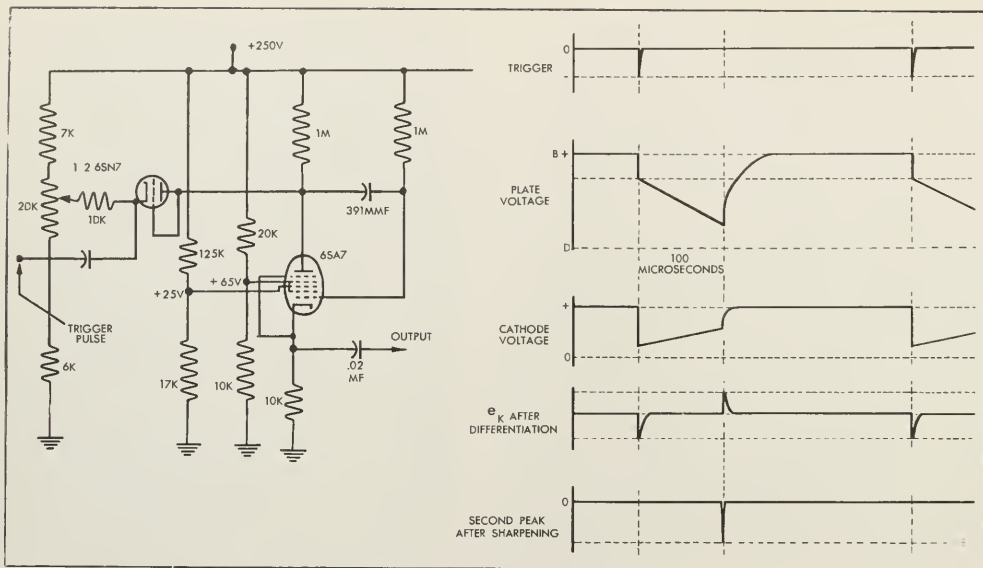 +250V
7K
1M
1M
1 2 6SN7
2DK
1DK
391MMF
20K
125K
6SA7
+65V
+25V
TRIGGER
PULSE
OUTPUT
.02
MF
6K
17K
10K
10K
TRIGGER
0
-
PLATE
VOLTAGE
B+
D
100
MICROSECONDS
CATHODE
VOLTAGE
+
0
eK AFTER
DIFFERENTIATION
SECOND PEAK
AFTER SHARPENING
0